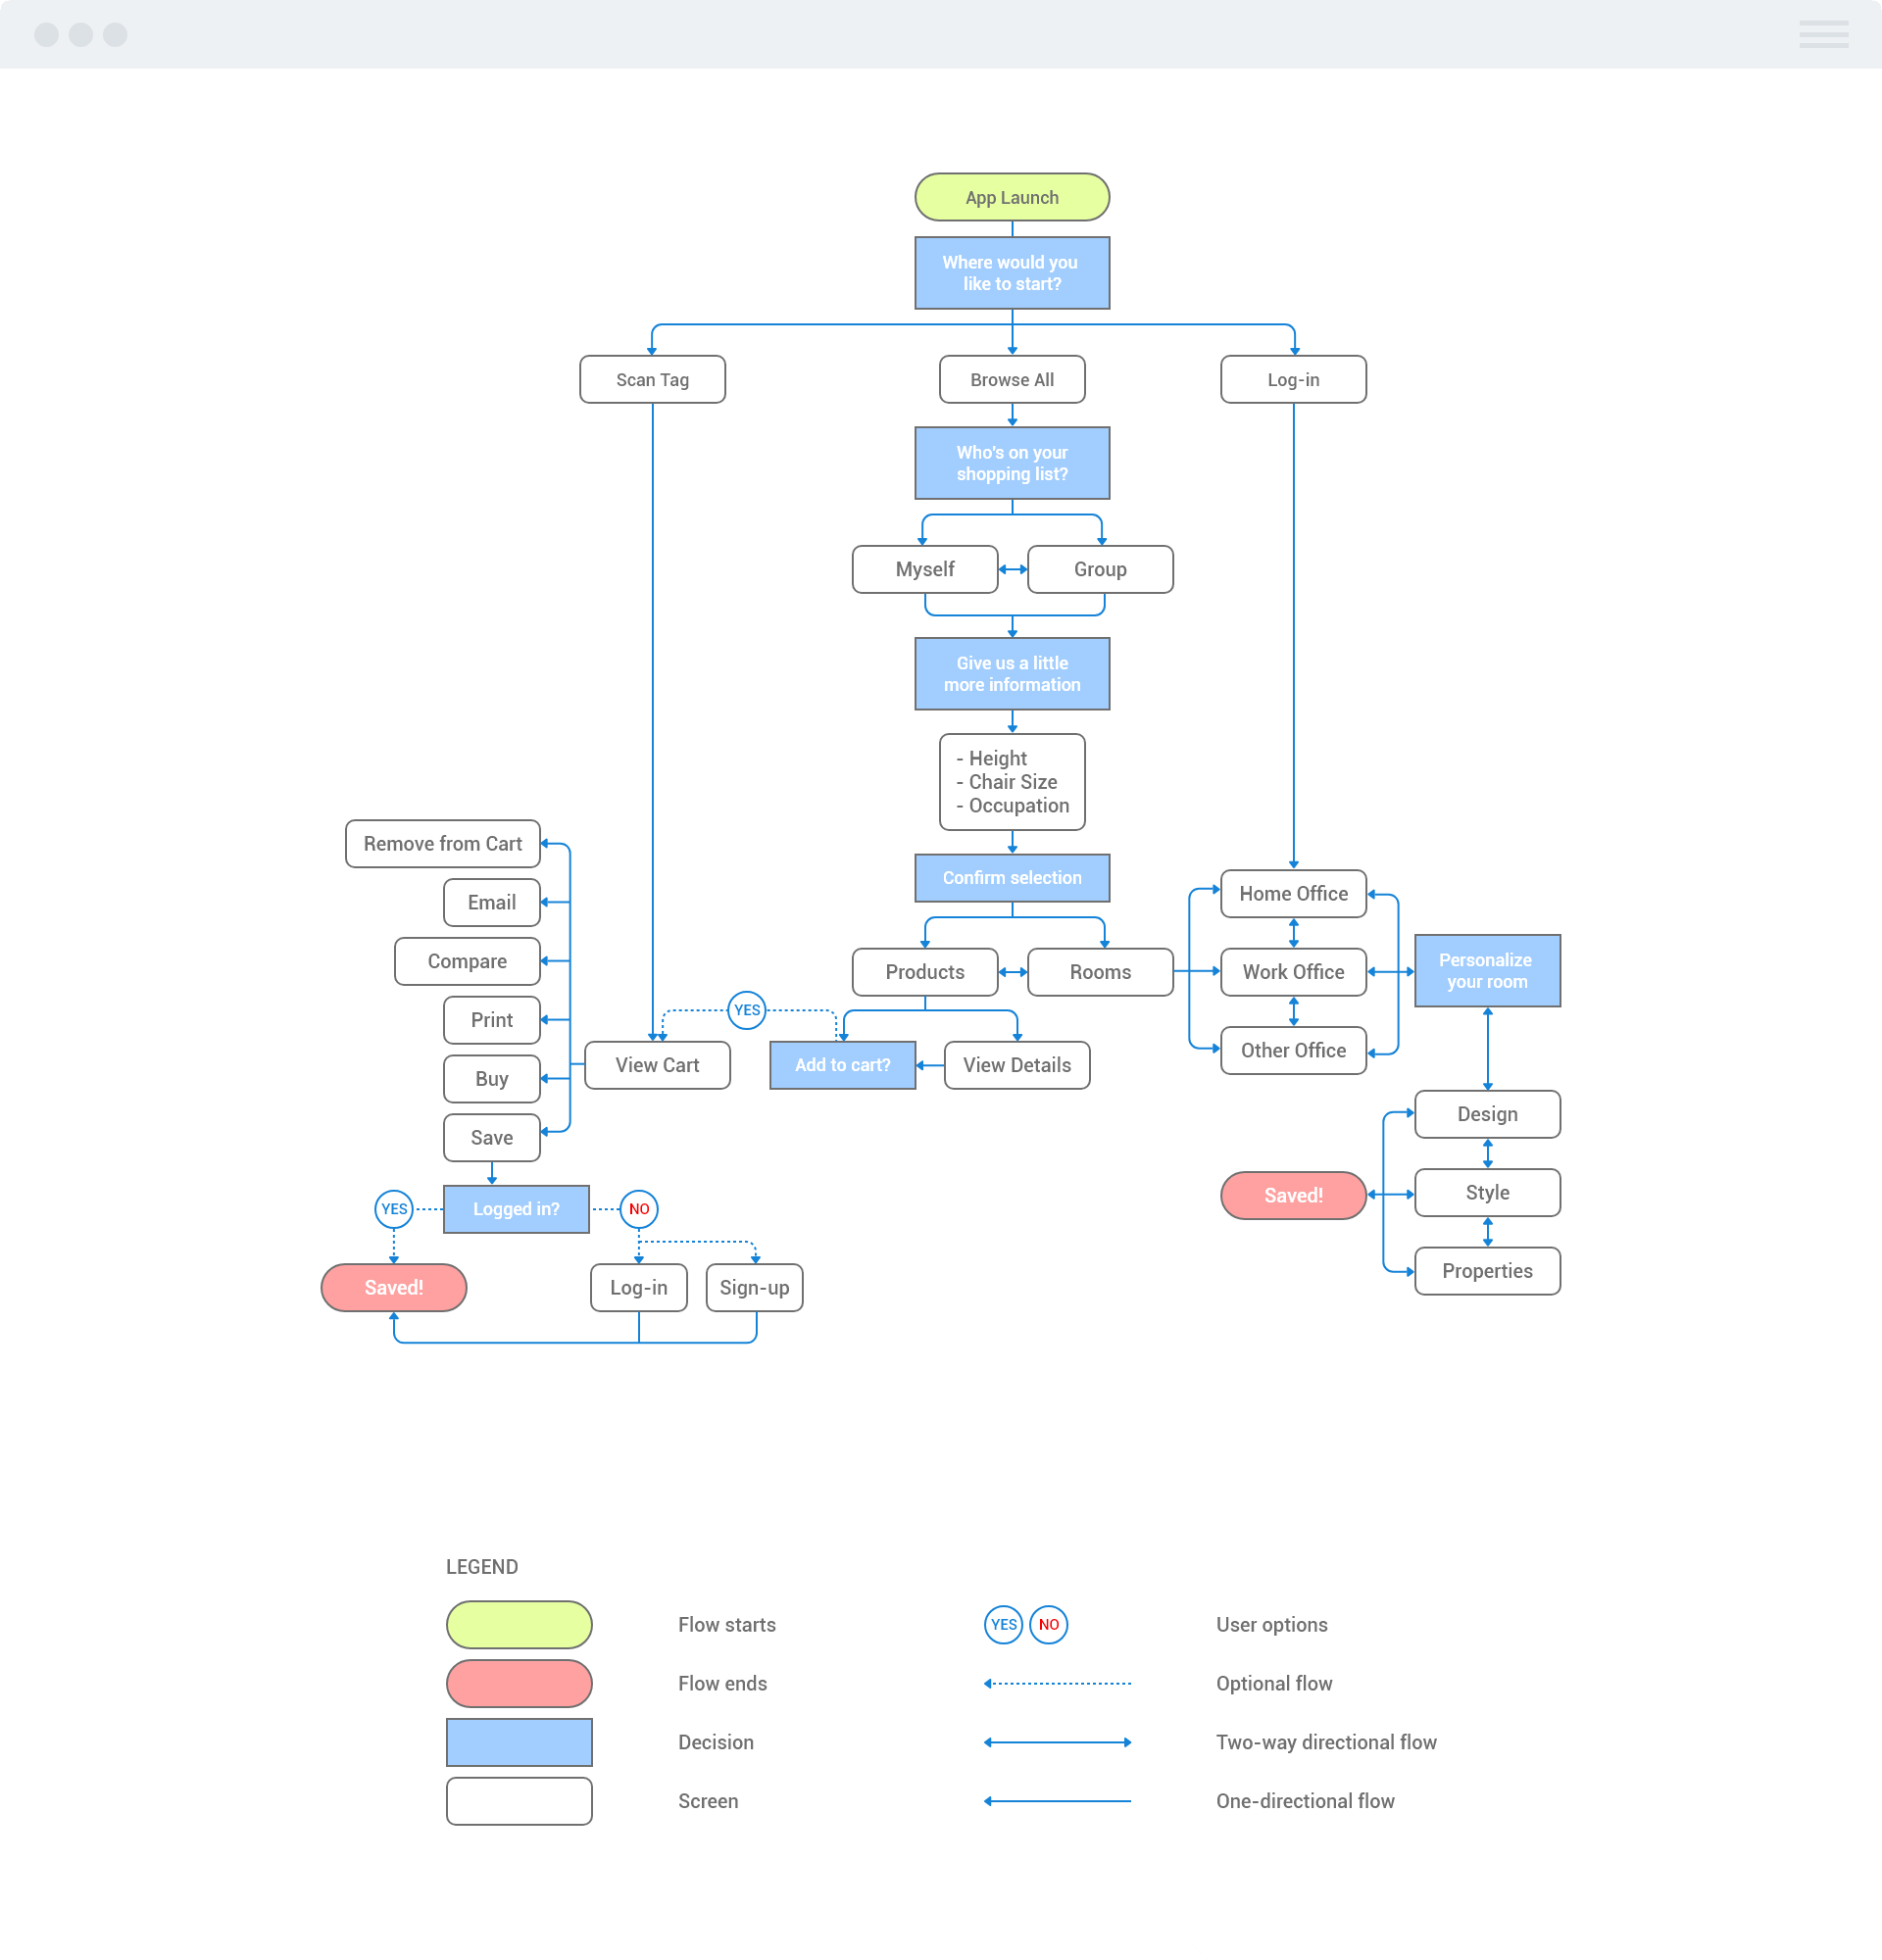 App Launch
Where would you
like to start?
Scan Tag
Browse All
Log-in
Who's on your
shopping list?
Myself
Group
Give us a little
more information
- Height
- Chair Size
- Occupation
Remove from Cart
Confirm selection
Home Office
Email
Compare
Products
Rooms
Work Office
Personalize
your room
Print
YES
Other Office
View Cart
Add to cart?
View Details
Buy
Design
Save
Saved!
Style
YES
Logged in?
NO
Properties
Saved!
Log-in
Sign-up
LEGEND
Flow starts
YES
NO
User options
Flow ends
Optional flow
Decision
Two-way directional flow
Screen
One-directional flow